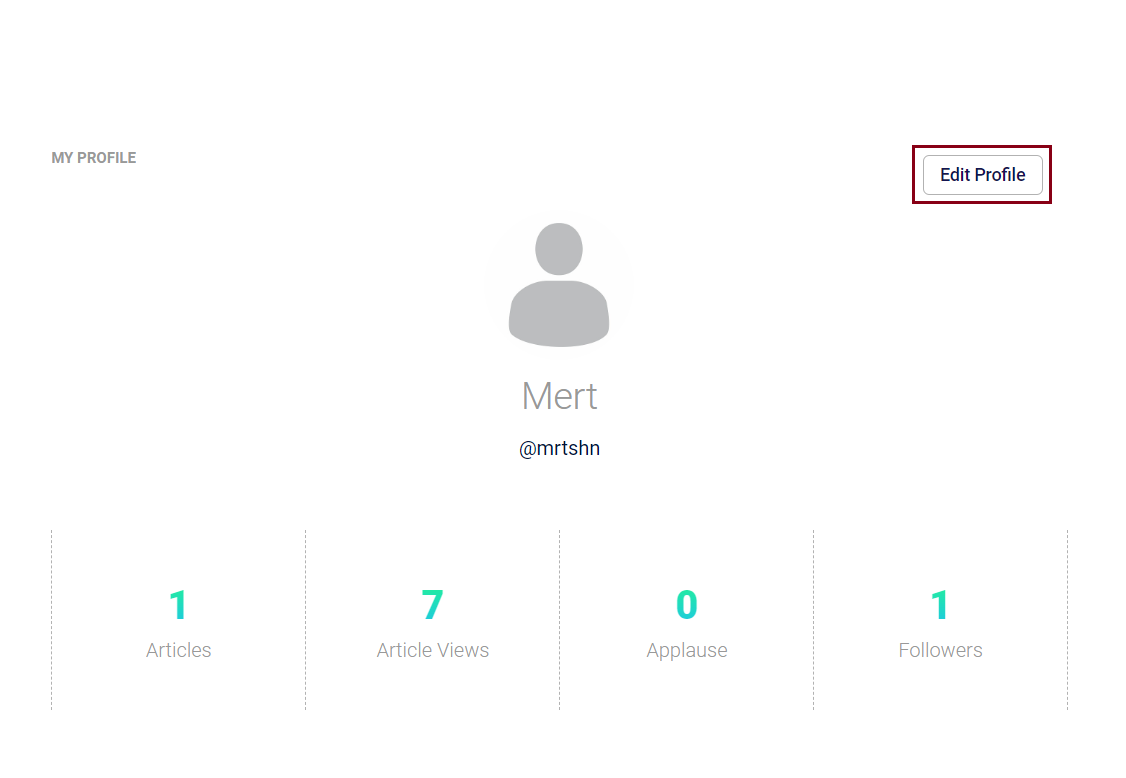 MY PROFILE
Edit Profile
Mert
@mrtshn
1
Articles
7
Article Views
0
Applause
1
Followers